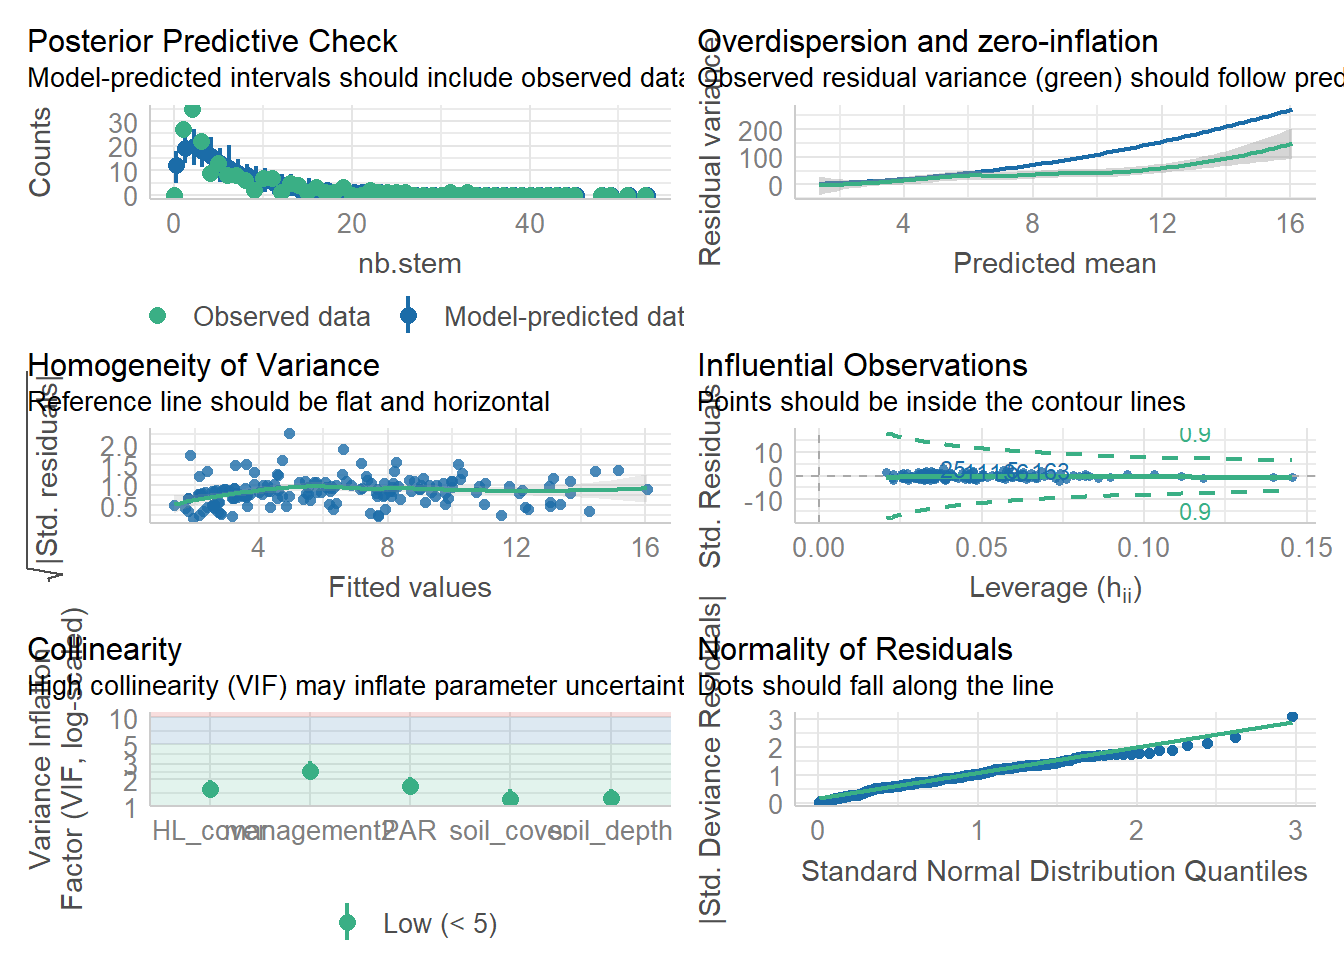 Posterior Predictive Check
Model-predicted intervals should include observed data
Counts
30
20
10
0
0 20 40
nb.stem
Observed data Model-predicted dat
Overdispersion and zero-inflation
Observed residual variance (green) should follow pred
Residual variance
200
100
0
4 8 12 16
Predicted mean
Homogeneity of Variance
Reference line should be flat and horizontal
√|Std. residuals|
2.0
1.5
1.0
0.5
4 8 12 16
Fitted values
Influential Observations
Points should be inside the contour lines
Std. Residuals
10
0
-10
0.9
163
0.9
0.00 0.05 0.10 0.15
Leverage (hii)
Collinearity
High collinearity (VIF) may inflate parameter uncertaint
Variance Inflation
Factor (VIF, log-scaled)
10
5
3
2
1
HL_cover management2 PAR soil_cover soil_depth
Low (< 5)
Normality of Residuals
Dots should fall along the line
|Std. Deviance Residuals|
3
2
1
0
0 1 2 3
Standard Normal Distribution Quantiles